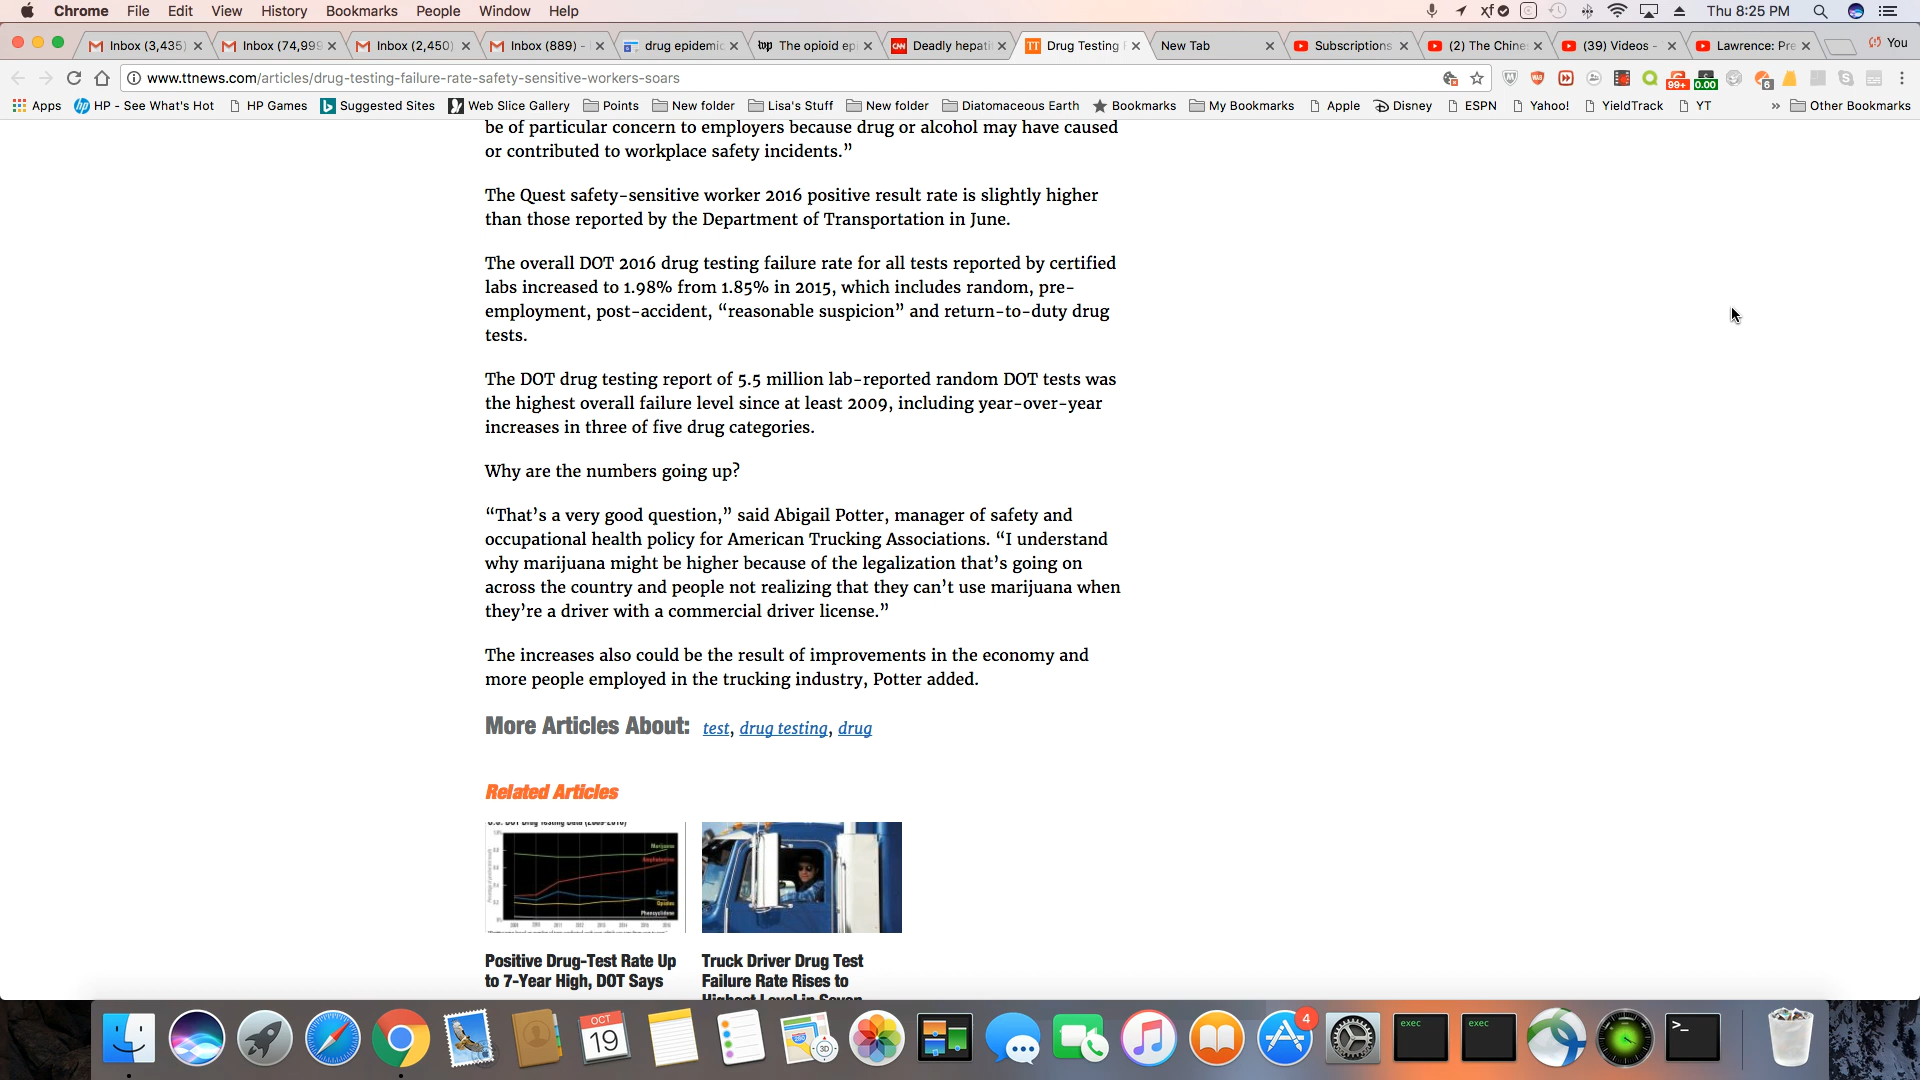 Chrome File Edit View History Bookmarks People Window Help Thu 8:25 PM
Inbox (3,435) Inbox (74,999 Inbox (2,450) Inbox (889) - drug epidemic The opioid ep Deadly hepati Drug Testing New Tab Subscriptions (2) The Chine (39) Videos - Lawrence: Pre You
www.ttnews.com/articles/drug-testing-failure-rate-safety-sensitive-workers-soars
Apps HP - See What's Hot HP Games Suggested Sites Web Slice Gallery Points New folder Lisa's Stuff New folder Diatomaceous Earth Bookmarks My Bookmarks Apple Disney ESPN Yahoo! YieldTrack YT » Other Bookmarks
be of particular concern to employers because drug or alcohol may have caused
or contributed to workplace safety incidents.”
The Quest safety-sensitive worker 2016 positive result rate is slightly higher
than those reported by the Department of Transportation in June.
The overall DOT 2016 drug testing failure rate for all tests reported by certified
labs increased to 1.98% from 1.85% in 2015, which includes random, pre-
employment, post-accident, “reasonable suspicion” and return-to-duty drug
tests.
The DOT drug testing report of 5.5 million lab-reported random DOT tests was
the highest overall failure level since at least 2009, including year-over-year
increases in three of five drug categories.
Why are the numbers going up?
“That’s a very good question,” said Abigail Potter, manager of safety and
occupational health policy for American Trucking Associations. “I understand
why marijuana might be higher because of the legalization that’s going on
across the country and people not realizing that they can’t use marijuana when
they’re a driver with a commercial driver license.”
The increases also could be the result of improvements in the economy and
more people employed in the trucking industry, Potter added.
More Articles About: test, drug testing, drug
Related Articles
Positive Drug-Test Rate Up
to 7-Year High, DOT Says
Truck Driver Drug Test
Failure Rate Rises to
Highest Level in Seven
OCT
19
4
exec
exec